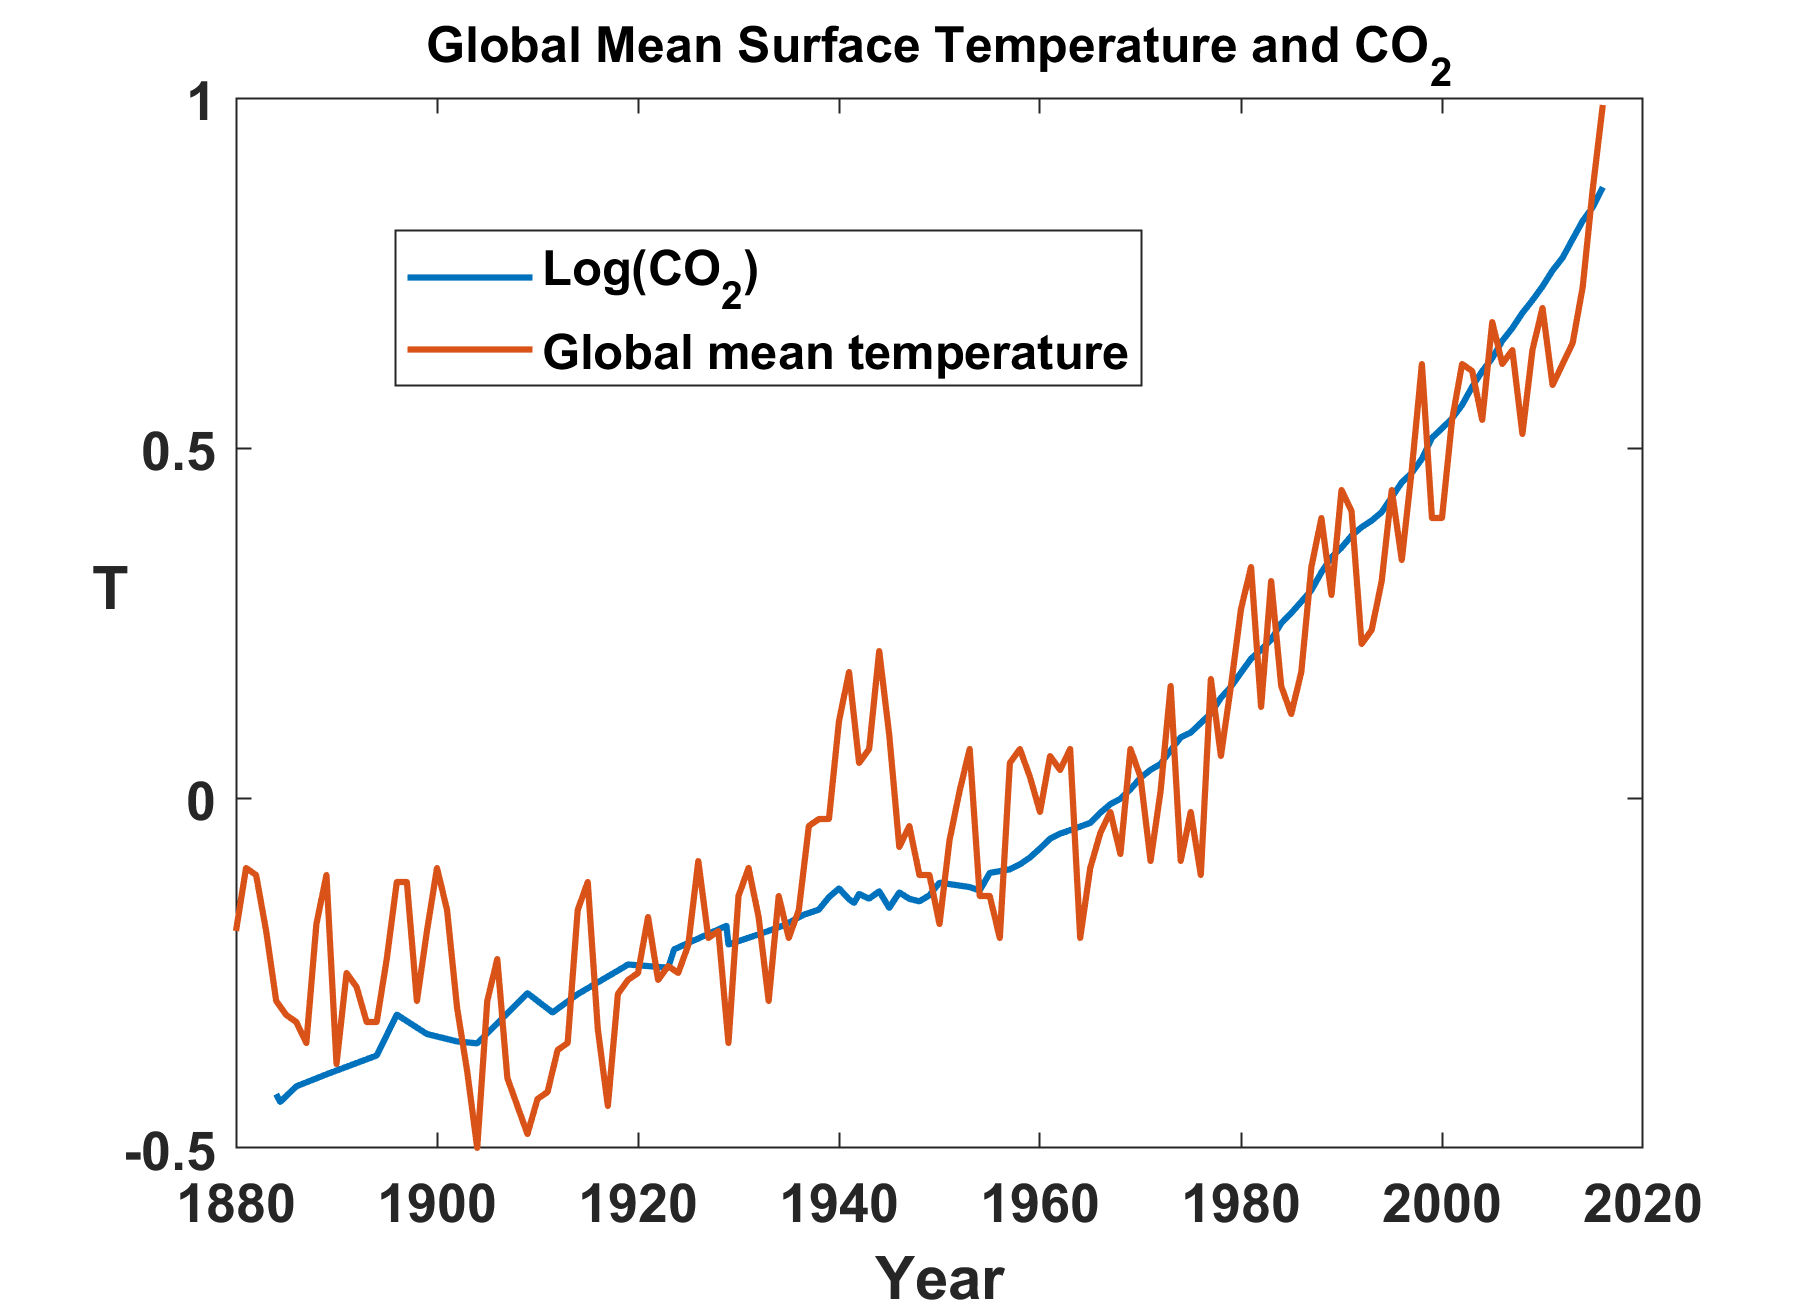 Global Mean Surface Temperature and CO2
1
Log(CO2)
Global mean temperature
0.5
T
0
-0.5
1880 1900 1920 1940 1960 1980 2000 2020
Year